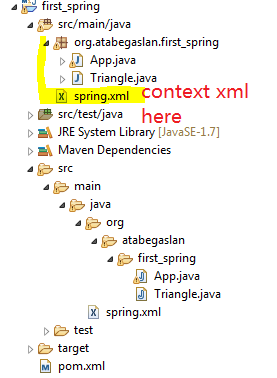 first_spring
src/main/java
org.atabegaslan.first_spring
App.java
Triangle.java
spring.xml context xml
here
src/test/java
JRE System Library [JavaSE-1.7]
Maven Dependencies
src
main
java
org
atabegaslan
first_spring
App.java
Triangle.java
spring.xml
test
target
pom.xml